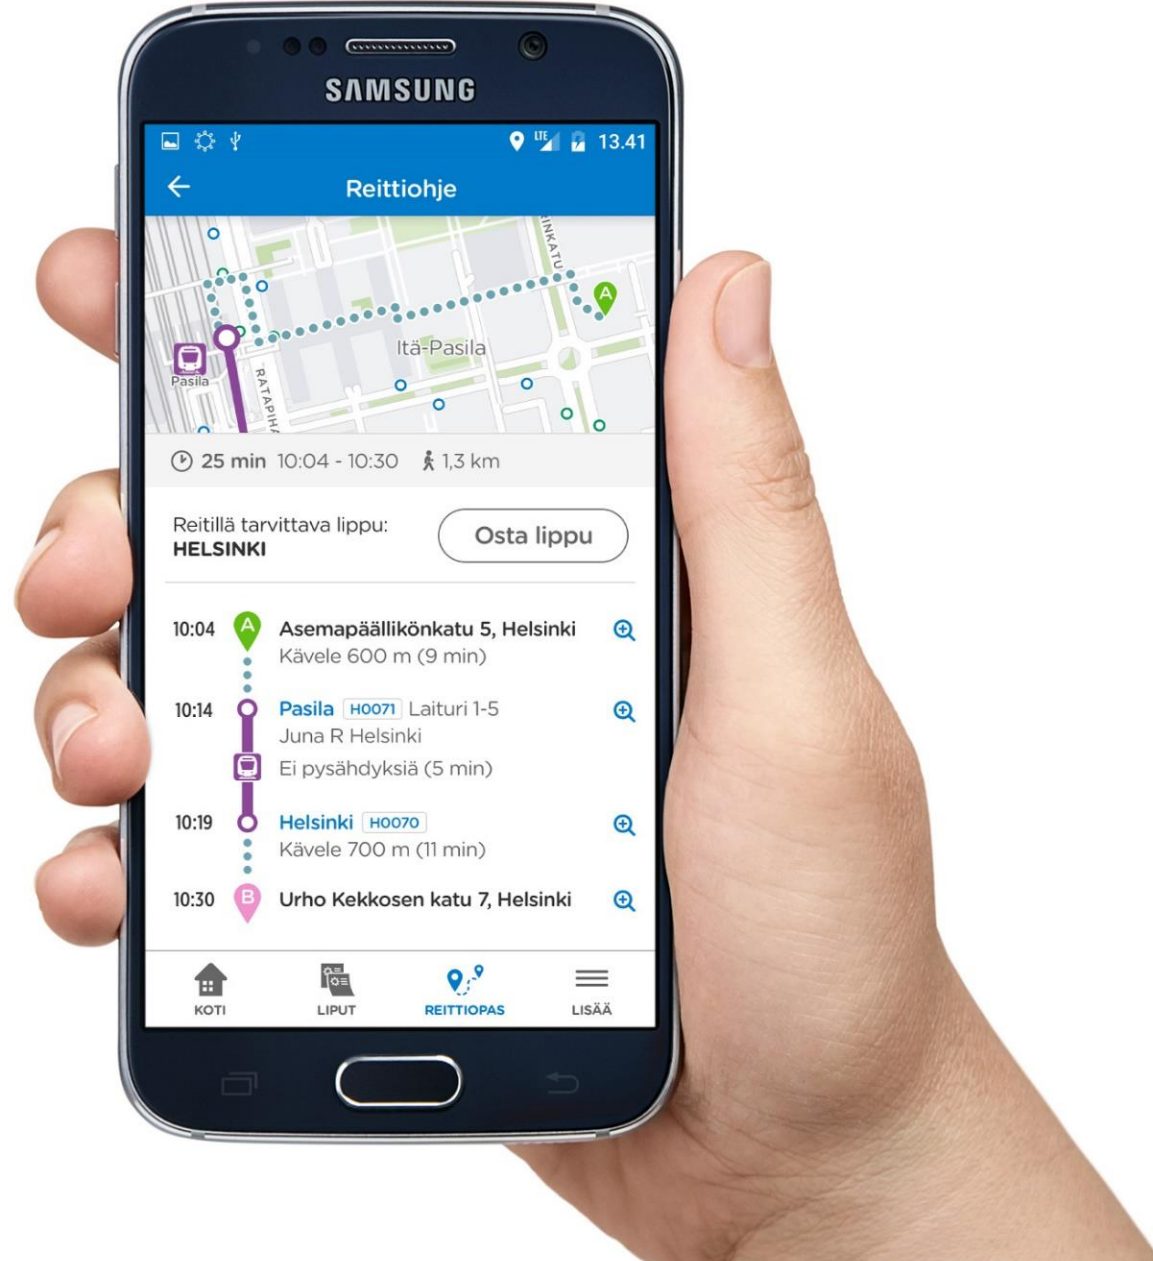 SAMSUNG
LTE 13.41
Reittiohje
RINKATU
A
Itä-Pasila
Pasila
RATAPIHA
25 min 10:04 - 10:30 1,3 km
Reitillä tarvittava lippu:
HELSINKI
Osta lippu
10:04 A Asemapäällikönkatu 5, Helsinki
Kävele 600 m (9 min)
10:14 Pasila H0071 Laituri 1-5
Juna R Helsinki
Ei pysähdyksiä (5 min)
10:19 Helsinki H0070
Kävele 700 m (11 min)
10:30 B Urho Kekkosen katu 7, Helsinki
KOTI LIPUT REITTIOPAS LISÄÄ